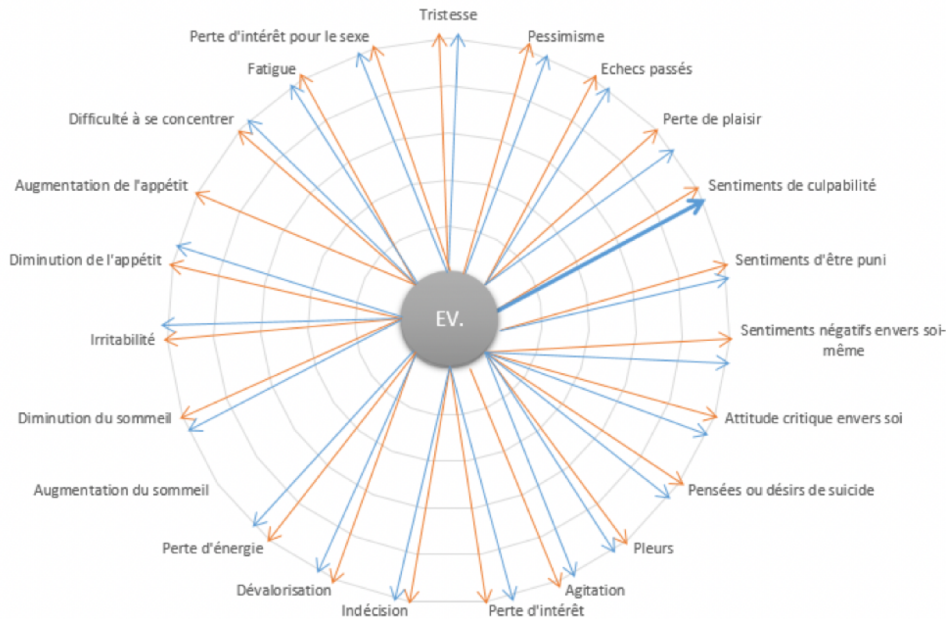 Tristesse
Pessimisme
Echecs passés
Perte de plaisir
Sentiments de culpabilité
Sentiments d'être puni
Sentiments négatifs envers soi-
même
Attitude critique envers soi
Pensées ou désirs de suicide
Pleurs
Agitation
Perte d'intérêt
Indécision
Dévalorisation
Perte d'énergie
Augmentation du sommeil
Diminution du sommeil
Irritabilité
Diminution de l'appétit
Augmentation de l'appétit
Difficulté à se concentrer
Fatigue
Perte d'intérêt pour le sexe
EV.